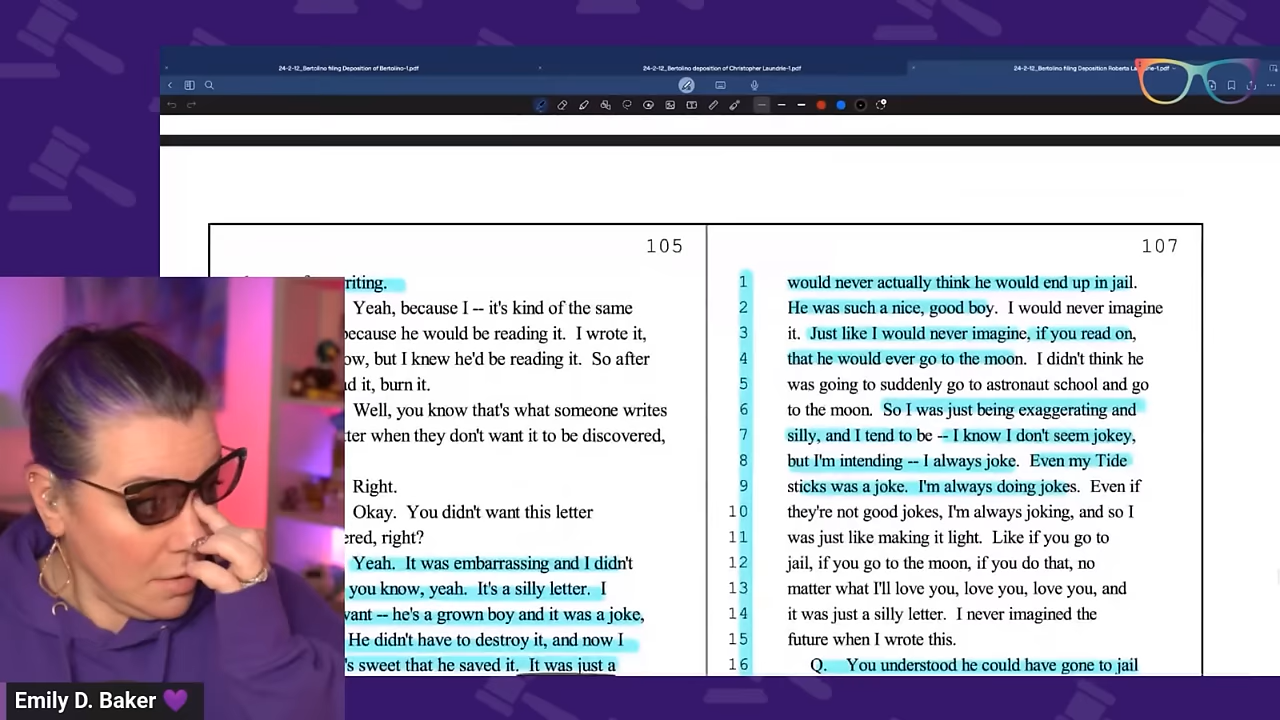 24-2-12_Bertolino filing Deposition of Bertolino-1.pdf
24-2-12_Bertolino deposition of Christopher Laundrie-1.pdf
24-2-12_Bertolino filing Deposition Roberta
105
riting.
Yeah, because I -- it's kind of the same
because he would be reading it. I wrote it,
ow, but I knew he'd be reading it. So after
d it, burn it.
Well, you know that's what someone writes
ter when they don't want it to be discovered,
Right.
Okay. You didn't want this letter
ered, right?
Yeah. It was embarrassing and I didn't
you know, yeah. It's a silly letter. I
vant -- he's a grown boy and it was a joke,
He didn't have to destroy it, and now I
's sweet that he saved it. It was just a
107
1 would never actually think he would end up in jail.
2 He was such a nice, good boy. I would never imagine
3 it. Just like I would never imagine, if you read on,
4 that he would ever go to the moon. I didn't think he
5 was going to suddenly go to astronaut school and go
6 to the moon. So I was just being exaggerating and
7 silly, and I tend to be -- I know I don't seem jokey,
8 but I'm intending -- I always joke. Even my Tide
9 sticks was a joke. I'm always doing jokes. Even if
10 they're not good jokes, I'm always joking, and so I
11 was just like making it light. Like if you go to
12 jail, if you go to the moon, if you do that, no
13 matter what I'll love you, love you, love you, and
14 it was just a silly letter. I never imagined the
15 future when I wrote this.
16 Q. You understood he could have gone to jail
Emily D. Baker 💜